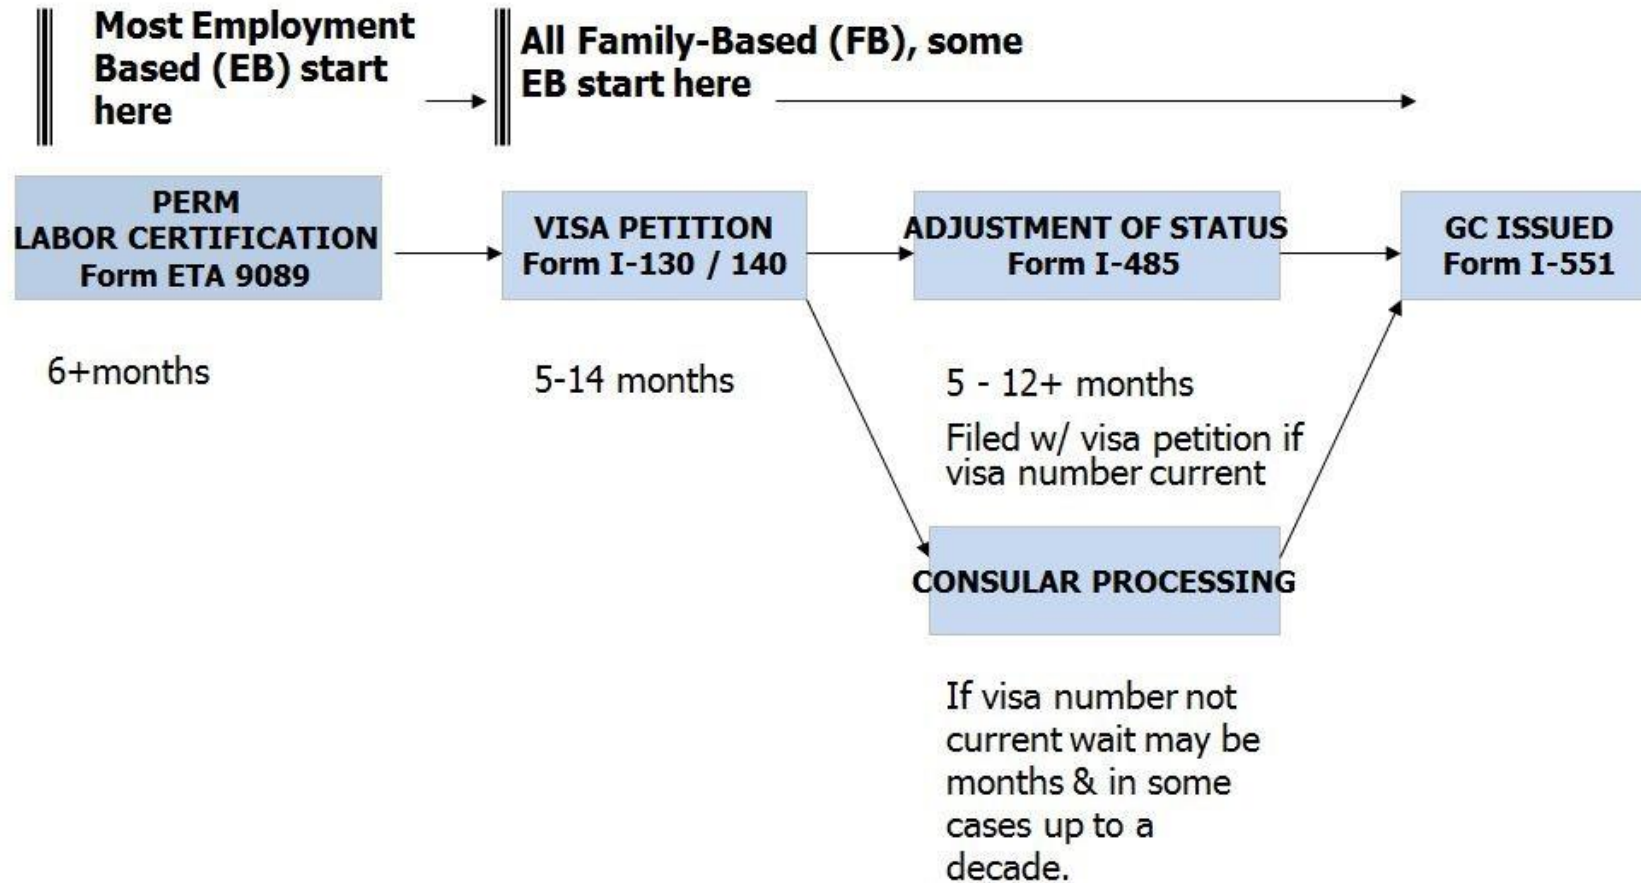 Most Employment
Based (EB) start
here
All Family-Based (FB), some
EB start here
PERM
LABOR CERTIFICATION
Form ETA 9089
VISA PETITION
Form I-130 / 140
ADJUSTMENT OF STATUS
Form I-485
GC ISSUED
Form I-551
6+months
5-14 months
5 - 12+ months
Filed w/ visa petition if
visa number current
CONSULAR PROCESSING
If visa number not
current wait may be
months & in some
cases up to a
decade.